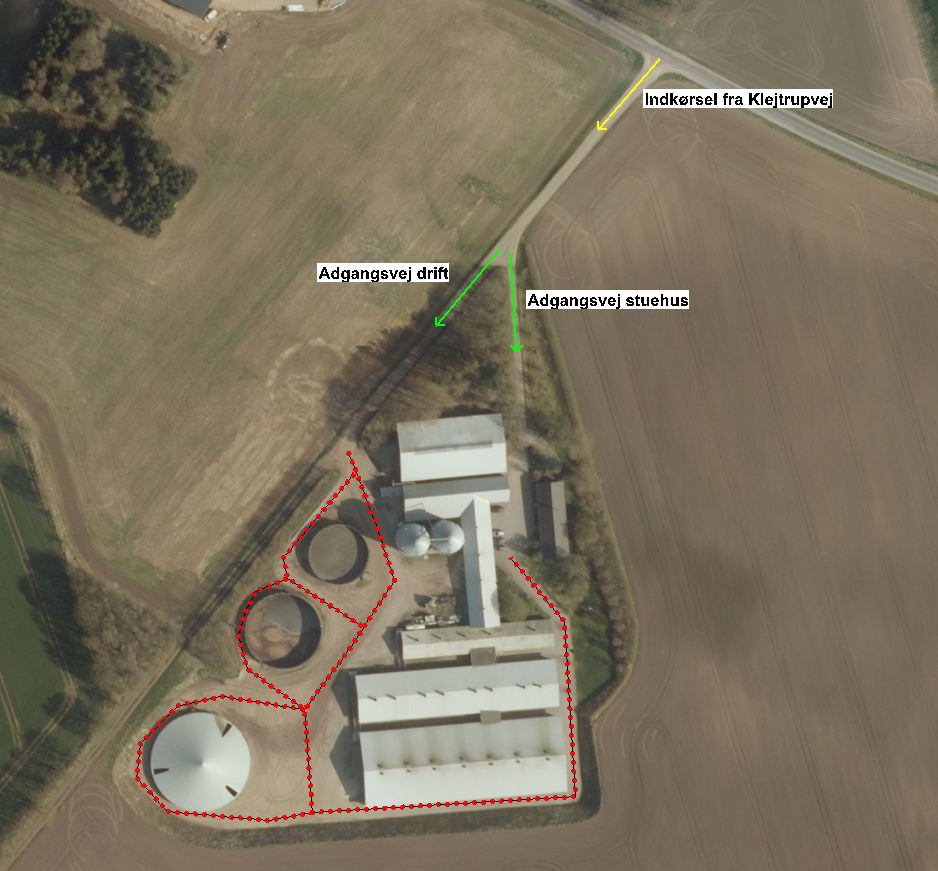 Indkørsel fra Klejtrupvej
Adgangsvej drift
Adgangsvej stuehus